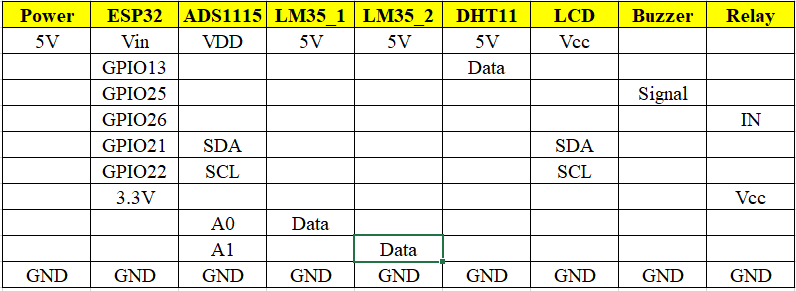 Power ESP32 ADS1115 LM35_1 LM35_2 DHT11 LCD Buzzer Relay
5V Vin VDD 5V 5V 5V Vcc
GPIO13 Data
GPIO25 Signal
GPIO26 IN
GPIO21 SDA SDA
GPIO22 SCL SCL
3.3V Vcc
A0 Data
A1 Data
GND GND GND GND GND GND GND GND GND